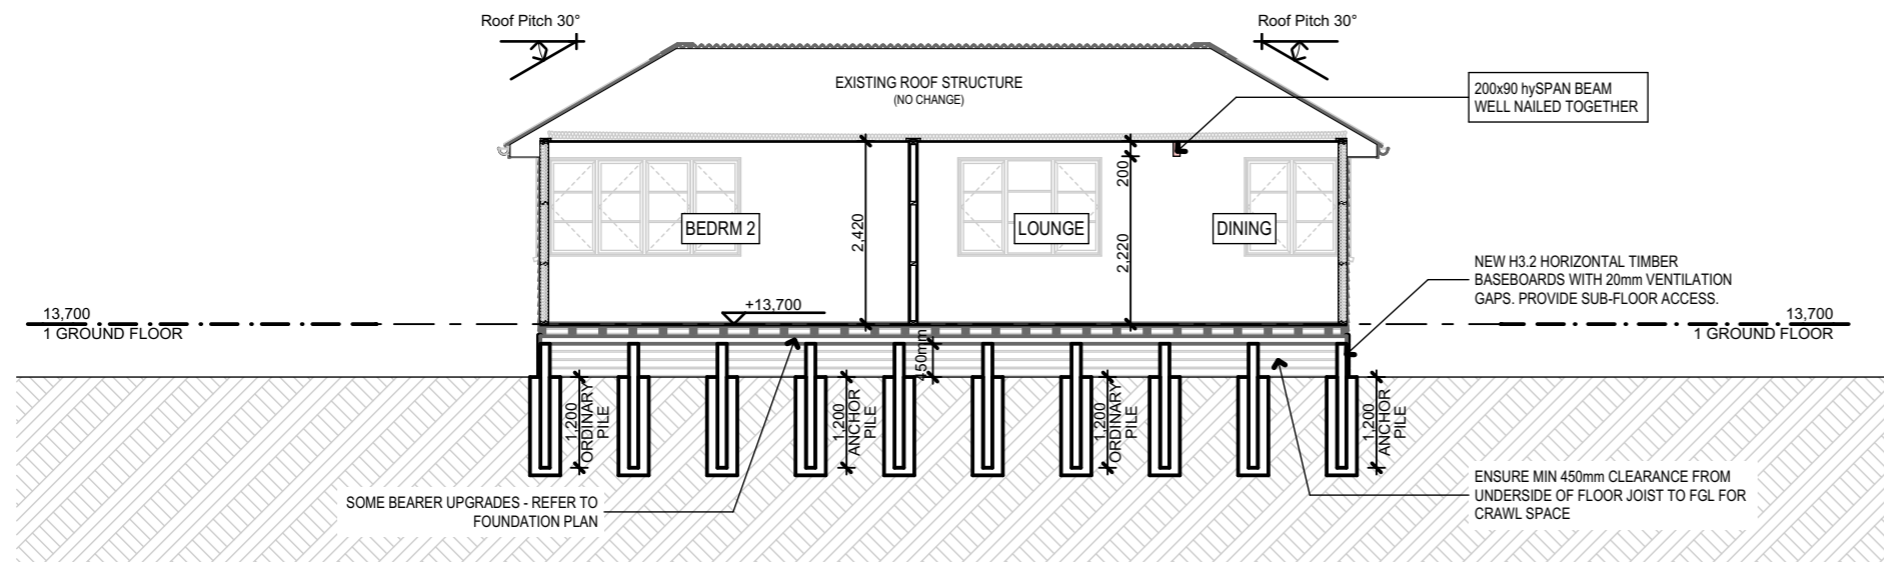 Roof Pitch 30°
Roof Pitch 30°
EXISTING ROOF STRUCTURE
(NO CHANGE)
200x90 hySPAN BEAM
WELL NAILED TOGETHER
200
BEDRM 2
2,420
LOUNGE
2,220
DINING
NEW H3.2 HORIZONTAL TIMBER
BASEBOARDS WITH 20mm VENTILATION
GAPS. PROVIDE SUB-FLOOR ACCESS.
+13,700
13,700
1 GROUND FLOOR
13,700
1 GROUND FLOOR
450mm
1,200
ORDINARY
PILE
1,200
ANCHOR
PILE
1,200
ORDINARY
PILE
1,200
ANCHOR
PILE
SOME BEARER UPGRADES - REFER TO
FOUNDATION PLAN
ENSURE MIN 450mm CLEARANCE FROM
UNDERSIDE OF FLOOR JOIST TO FGL FOR
CRAWL SPACE